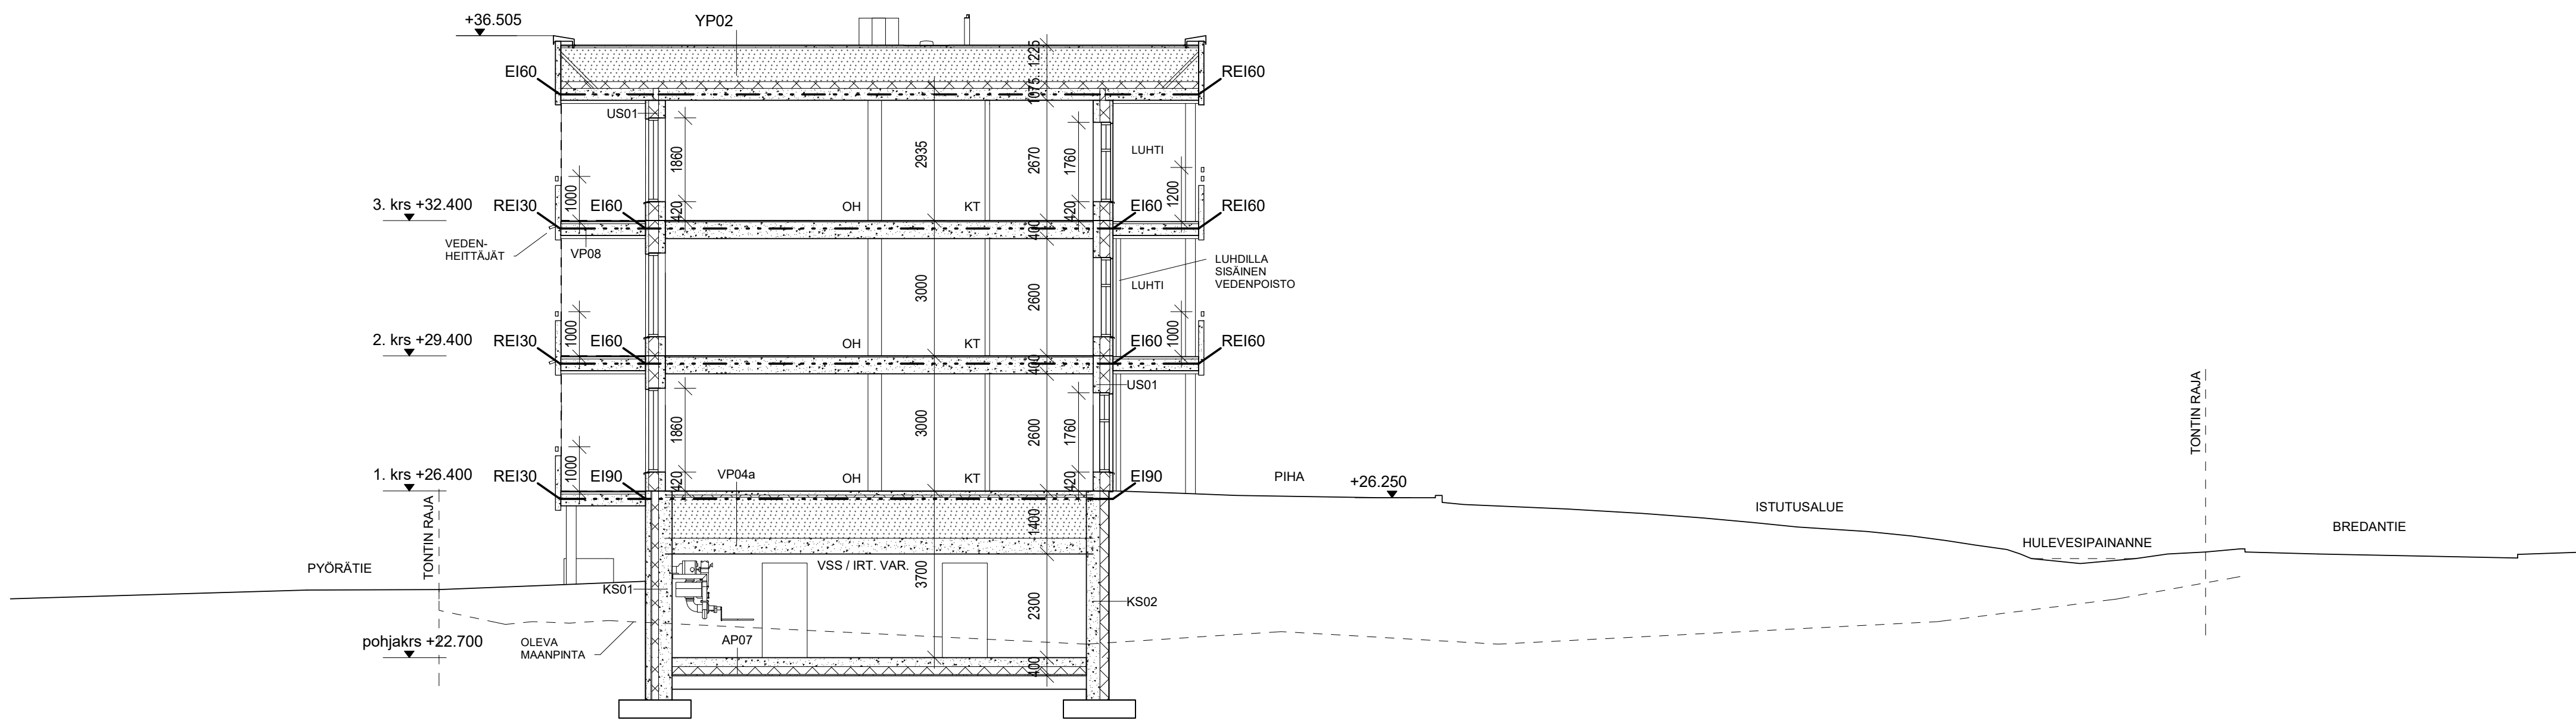 +36.505
YP02
EI60
REI60
1225
1075
US01
1860
2935
2670
1760
LUHTI
1000
1200
3. krs +32.400
REI30
EI60
420
OH
KT
420
EI60
REI60
400
VEDEN-
HEITTÄJÄT
VP08
LUHDILLA
SISÄINEN
VEDENPOISTO
3000
2600
LUHTI
1000
1000
2. krs +29.400
REI30
EI60
OH
KT
EI60
REI60
400
US01
1860
3000
2600
1760
1000
1. krs +26.400
REI30
EI90
420
VP04a
OH
KT
420
EI90
PIHA
+26.250
TONTIN RAJA
TONTIN RAJA
1400
ISTUTUSALUE
HULEVESIPAINANNE
BREDANTIE
PYÖRÄTIE
VSS / IRT. VAR.
3700
KS01
2300
KS02
pohjakrs +22.700
OLEVA
MAANPINTA
AP07
400